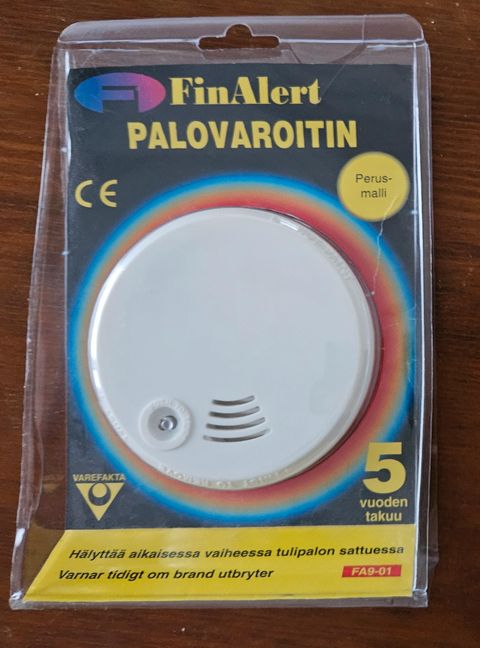 FinAlert
PALOVAROITIN
CE
Perus-
malli
VAREFAKTA
5
vuoden
takuu
Hälyttää aikaisessa vaiheessa tulipalon sattuessa
Varnar tidigt om brand utbryter
FA9-01